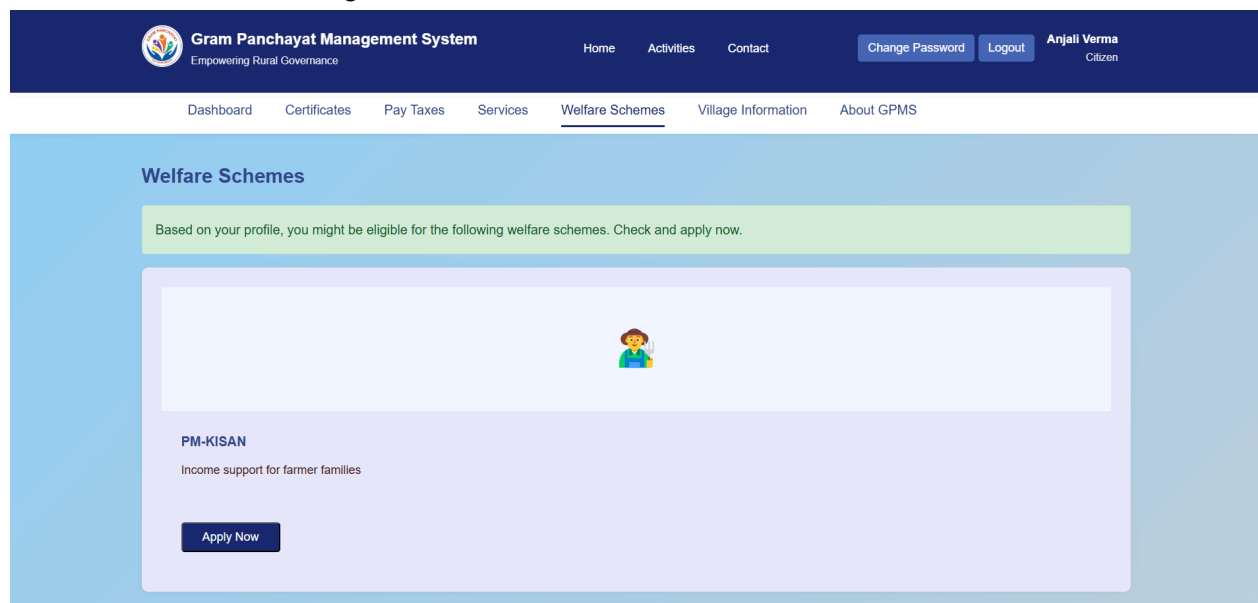 Gram Panchayat Management System
Empowering Rural Governance
Home Activities Contact
Change Password Logout
Anjali Verma
Citizen
Dashboard Certificates Pay Taxes Services Welfare Schemes Village Information About GPMS
Welfare Schemes
Based on your profile, you might be eligible for the following welfare schemes. Check and apply now.
PM-KISAN
Income support for farmer families
Apply Now